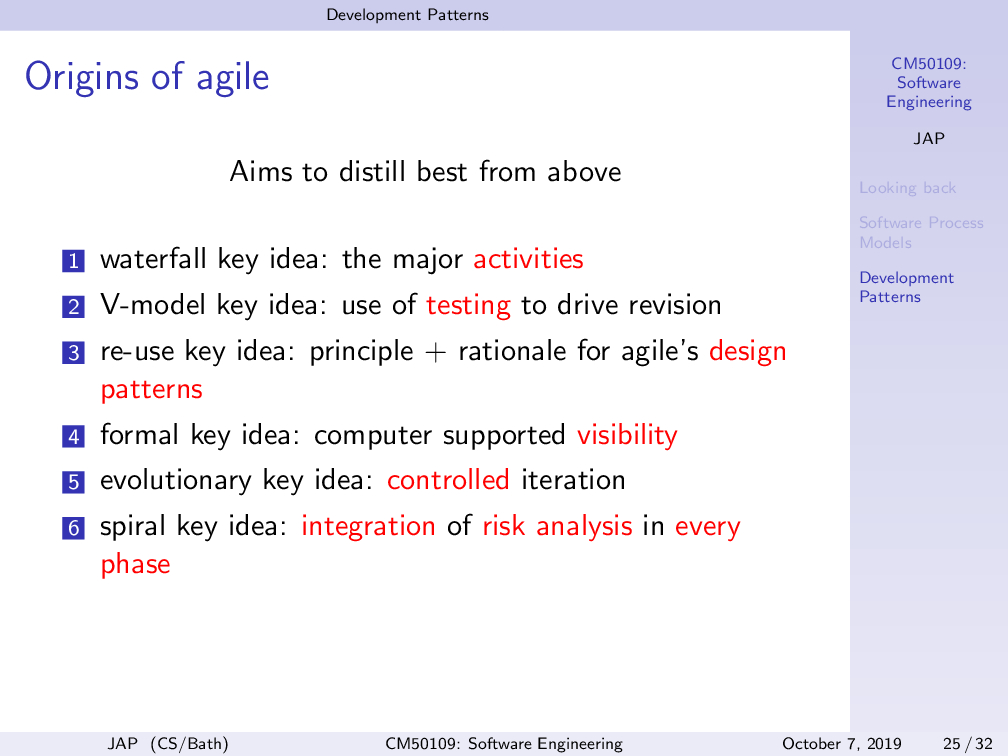 Development Patterns
Origins of agile
Aims to distill best from above
1 waterfall key idea: the major activities
2 V-model key idea: use of testing to drive revision
3 re-use key idea: principle + rationale for agile's design
patterns
4 formal key idea: computer supported visibility
5 evolutionary key idea: controlled iteration
6 spiral key idea: integration of risk analysis in every
phase
CM50109:
Software
Engineering
JAP
Looking back
Software Process
Models
Development
Patterns
JAP (CS/Bath)
CM50109: Software Engineering
October 7, 2019
25 / 32